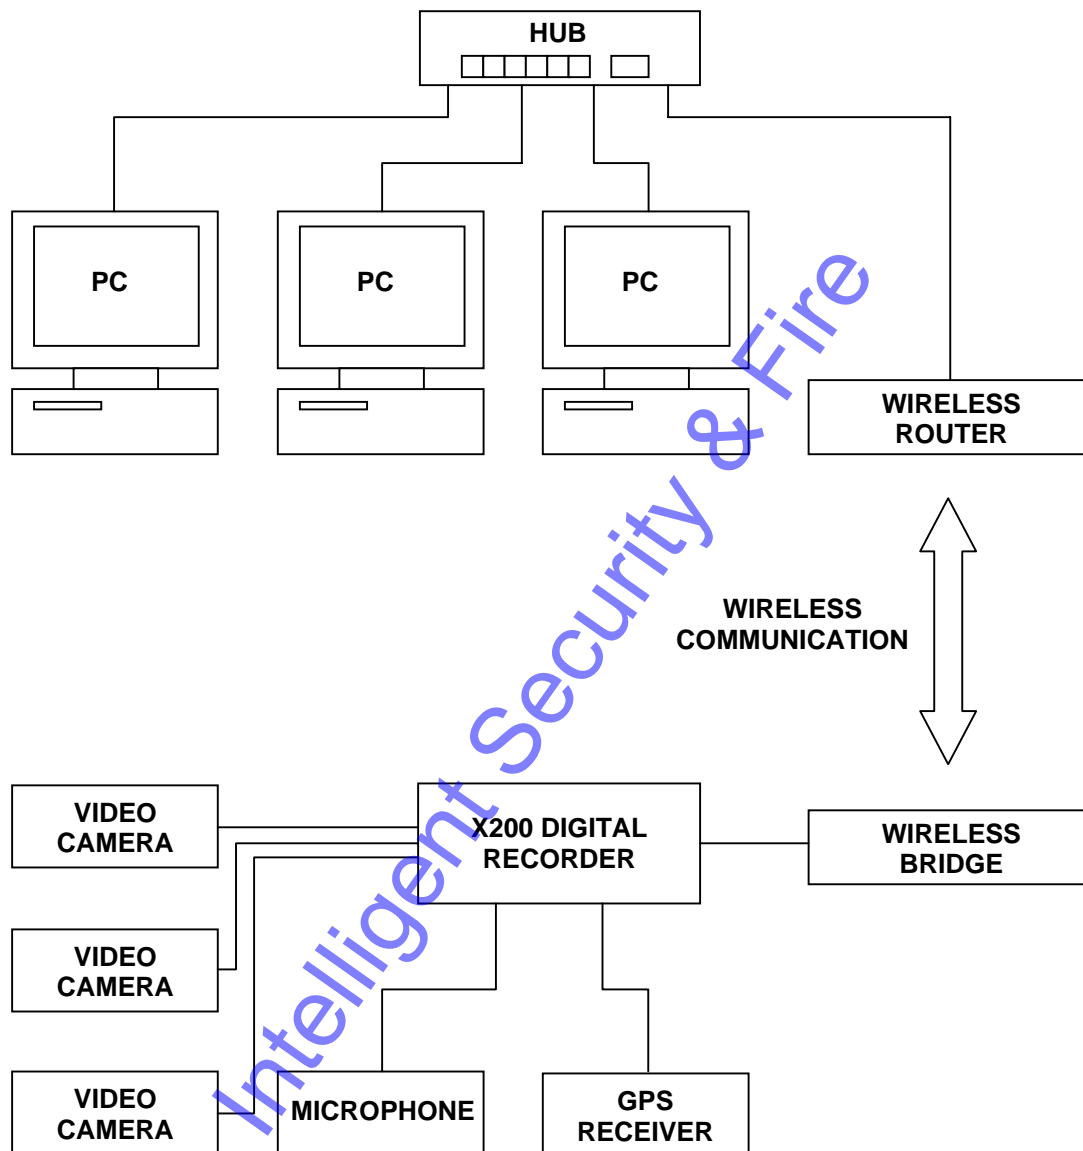 HUB
PC
PC
PC
WIRELESS
ROUTER
WIRELESS
COMMUNICATION
VIDEO
CAMERA
X200 DIGITAL
RECORDER
WIRELESS
BRIDGE
VIDEO
CAMERA
VIDEO
CAMERA
MICROPHONE
GPS
RECEIVER
Intelligent Security & Fire